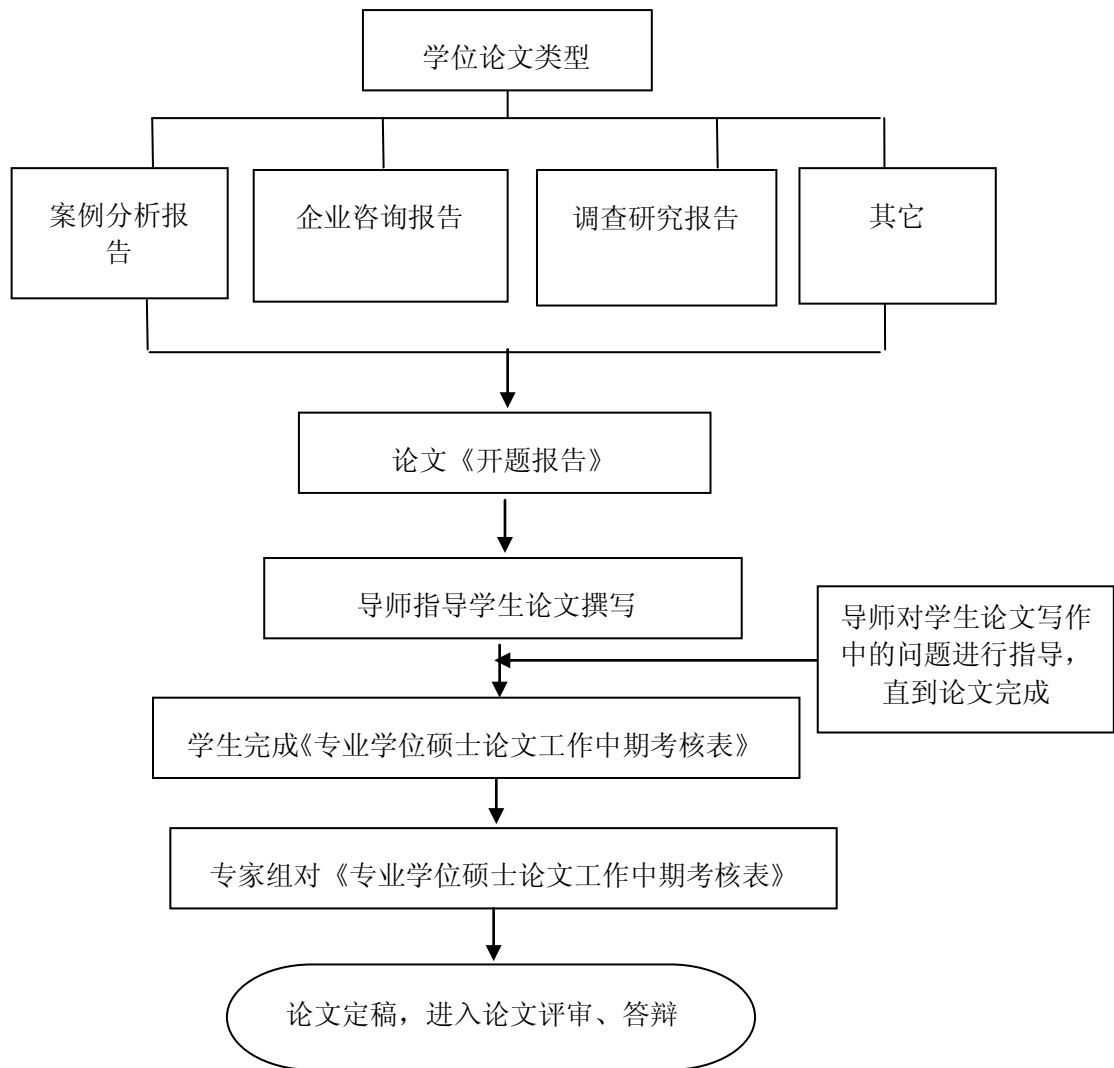 学位论文类型
案例分析报
告
企业咨询报告
调查研究报告
其它
论文《开题报告》
导师指导学生论文撰写
导师对学生论文写作
中的问题进行指导，
直到论文完成
学生完成《专业学位硕士论文工作中期考核表》
专家组对《专业学位硕士论文工作中期考核表》
论文定稿，进入论文评审、答辩